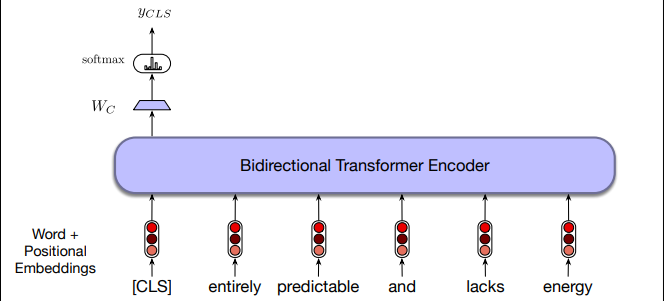 y_CLS
softmax
W_C
Bidirectional Transformer Encoder
Word +
Positional
Embeddings
[CLS] entirely predictable and lacks energy